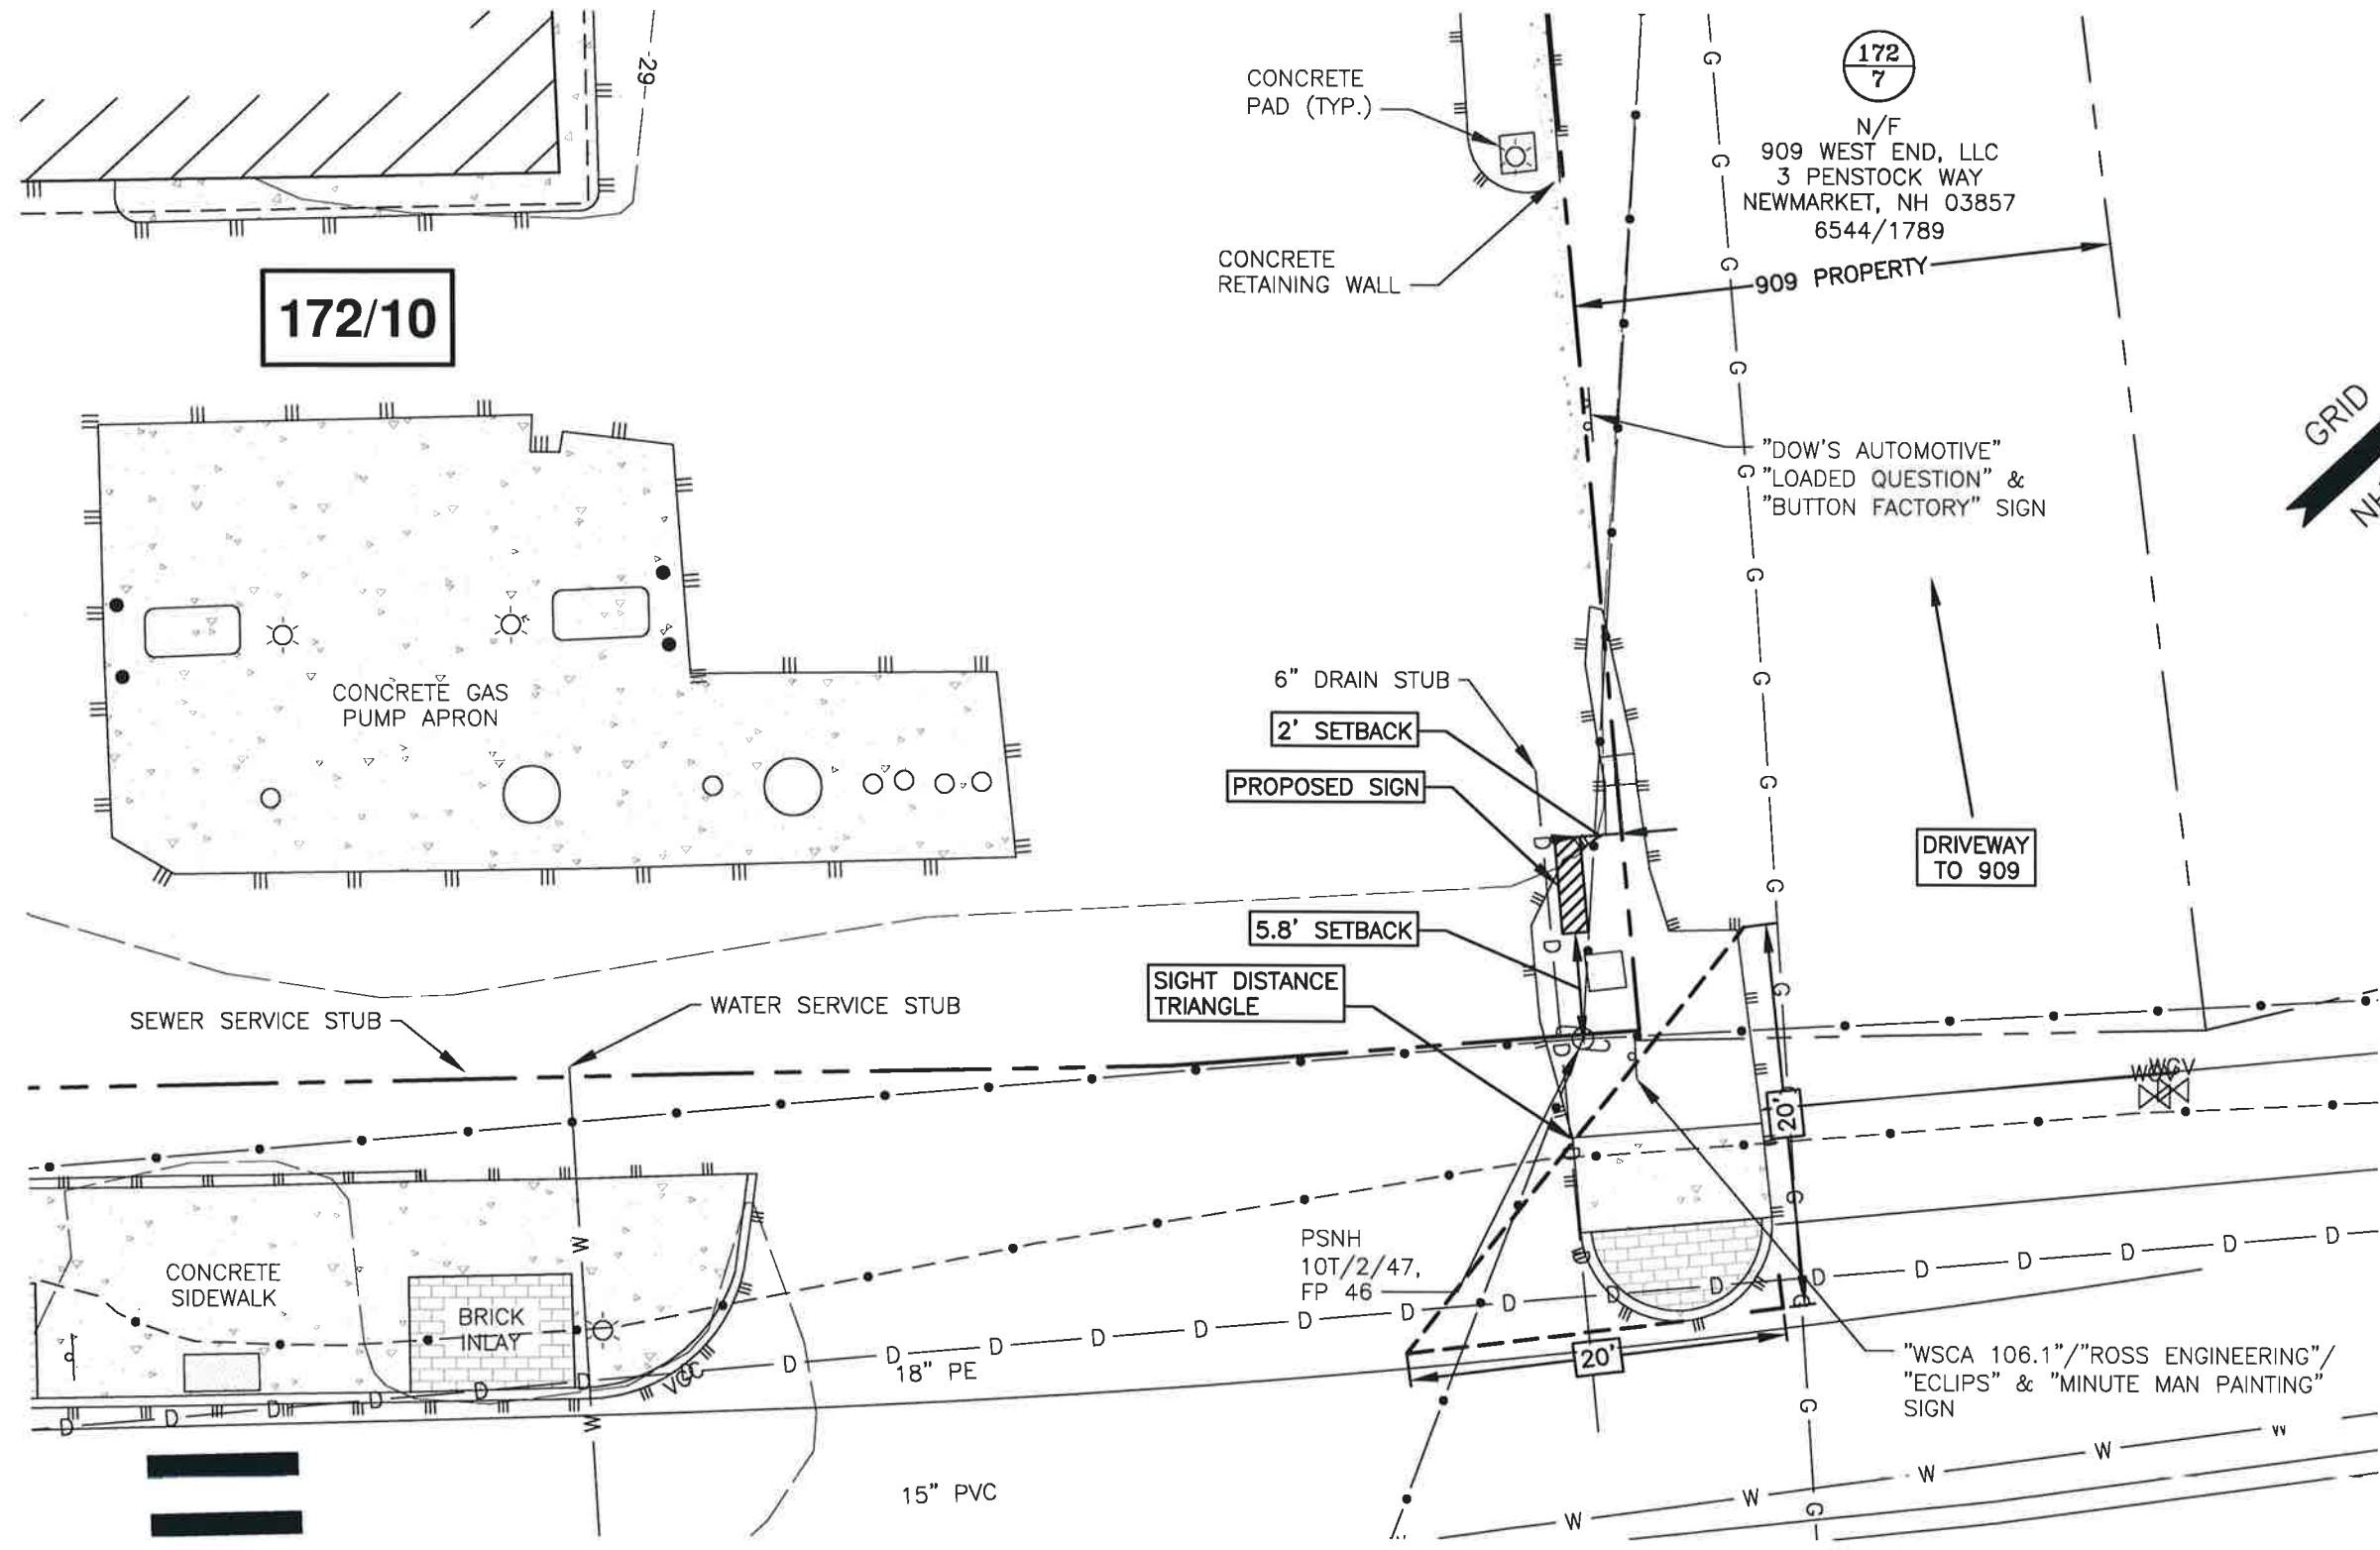 29
CONCRETE
PAD (TYP.)
172
7
N/F
909 WEST END, LLC
3 PENSTOCK WAY
NEWMARKET, NH 03857
6544/1789
909 PROPERTY
CONCRETE
RETAINING WALL
172/10
GRID
"DOW'S AUTOMOTIVE"
"LOADED QUESTION" &
"BUTTON FACTORY" SIGN
CONCRETE GAS
PUMP APRON
6" DRAIN STUB
2' SETBACK
PROPOSED SIGN
DRIVEWAY
TO 909
5.8' SETBACK
SIGHT DISTANCE
TRIANGLE
SEWER SERVICE STUB
WATER SERVICE STUB
20'
PSNH
10T/2/47,
FP 46
CONCRETE
SIDEWALK
BRICK
INLAY
VGC
18" PE
20'
"WSCA 106.1"/"ROSS ENGINEERING"/
"ECLIPS" & "MINUTE MAN PAINTING"
SIGN
15" PVC
G G G G G G G G G G G G G G
D D D D D D D D D D D D D D D
W W W W W W